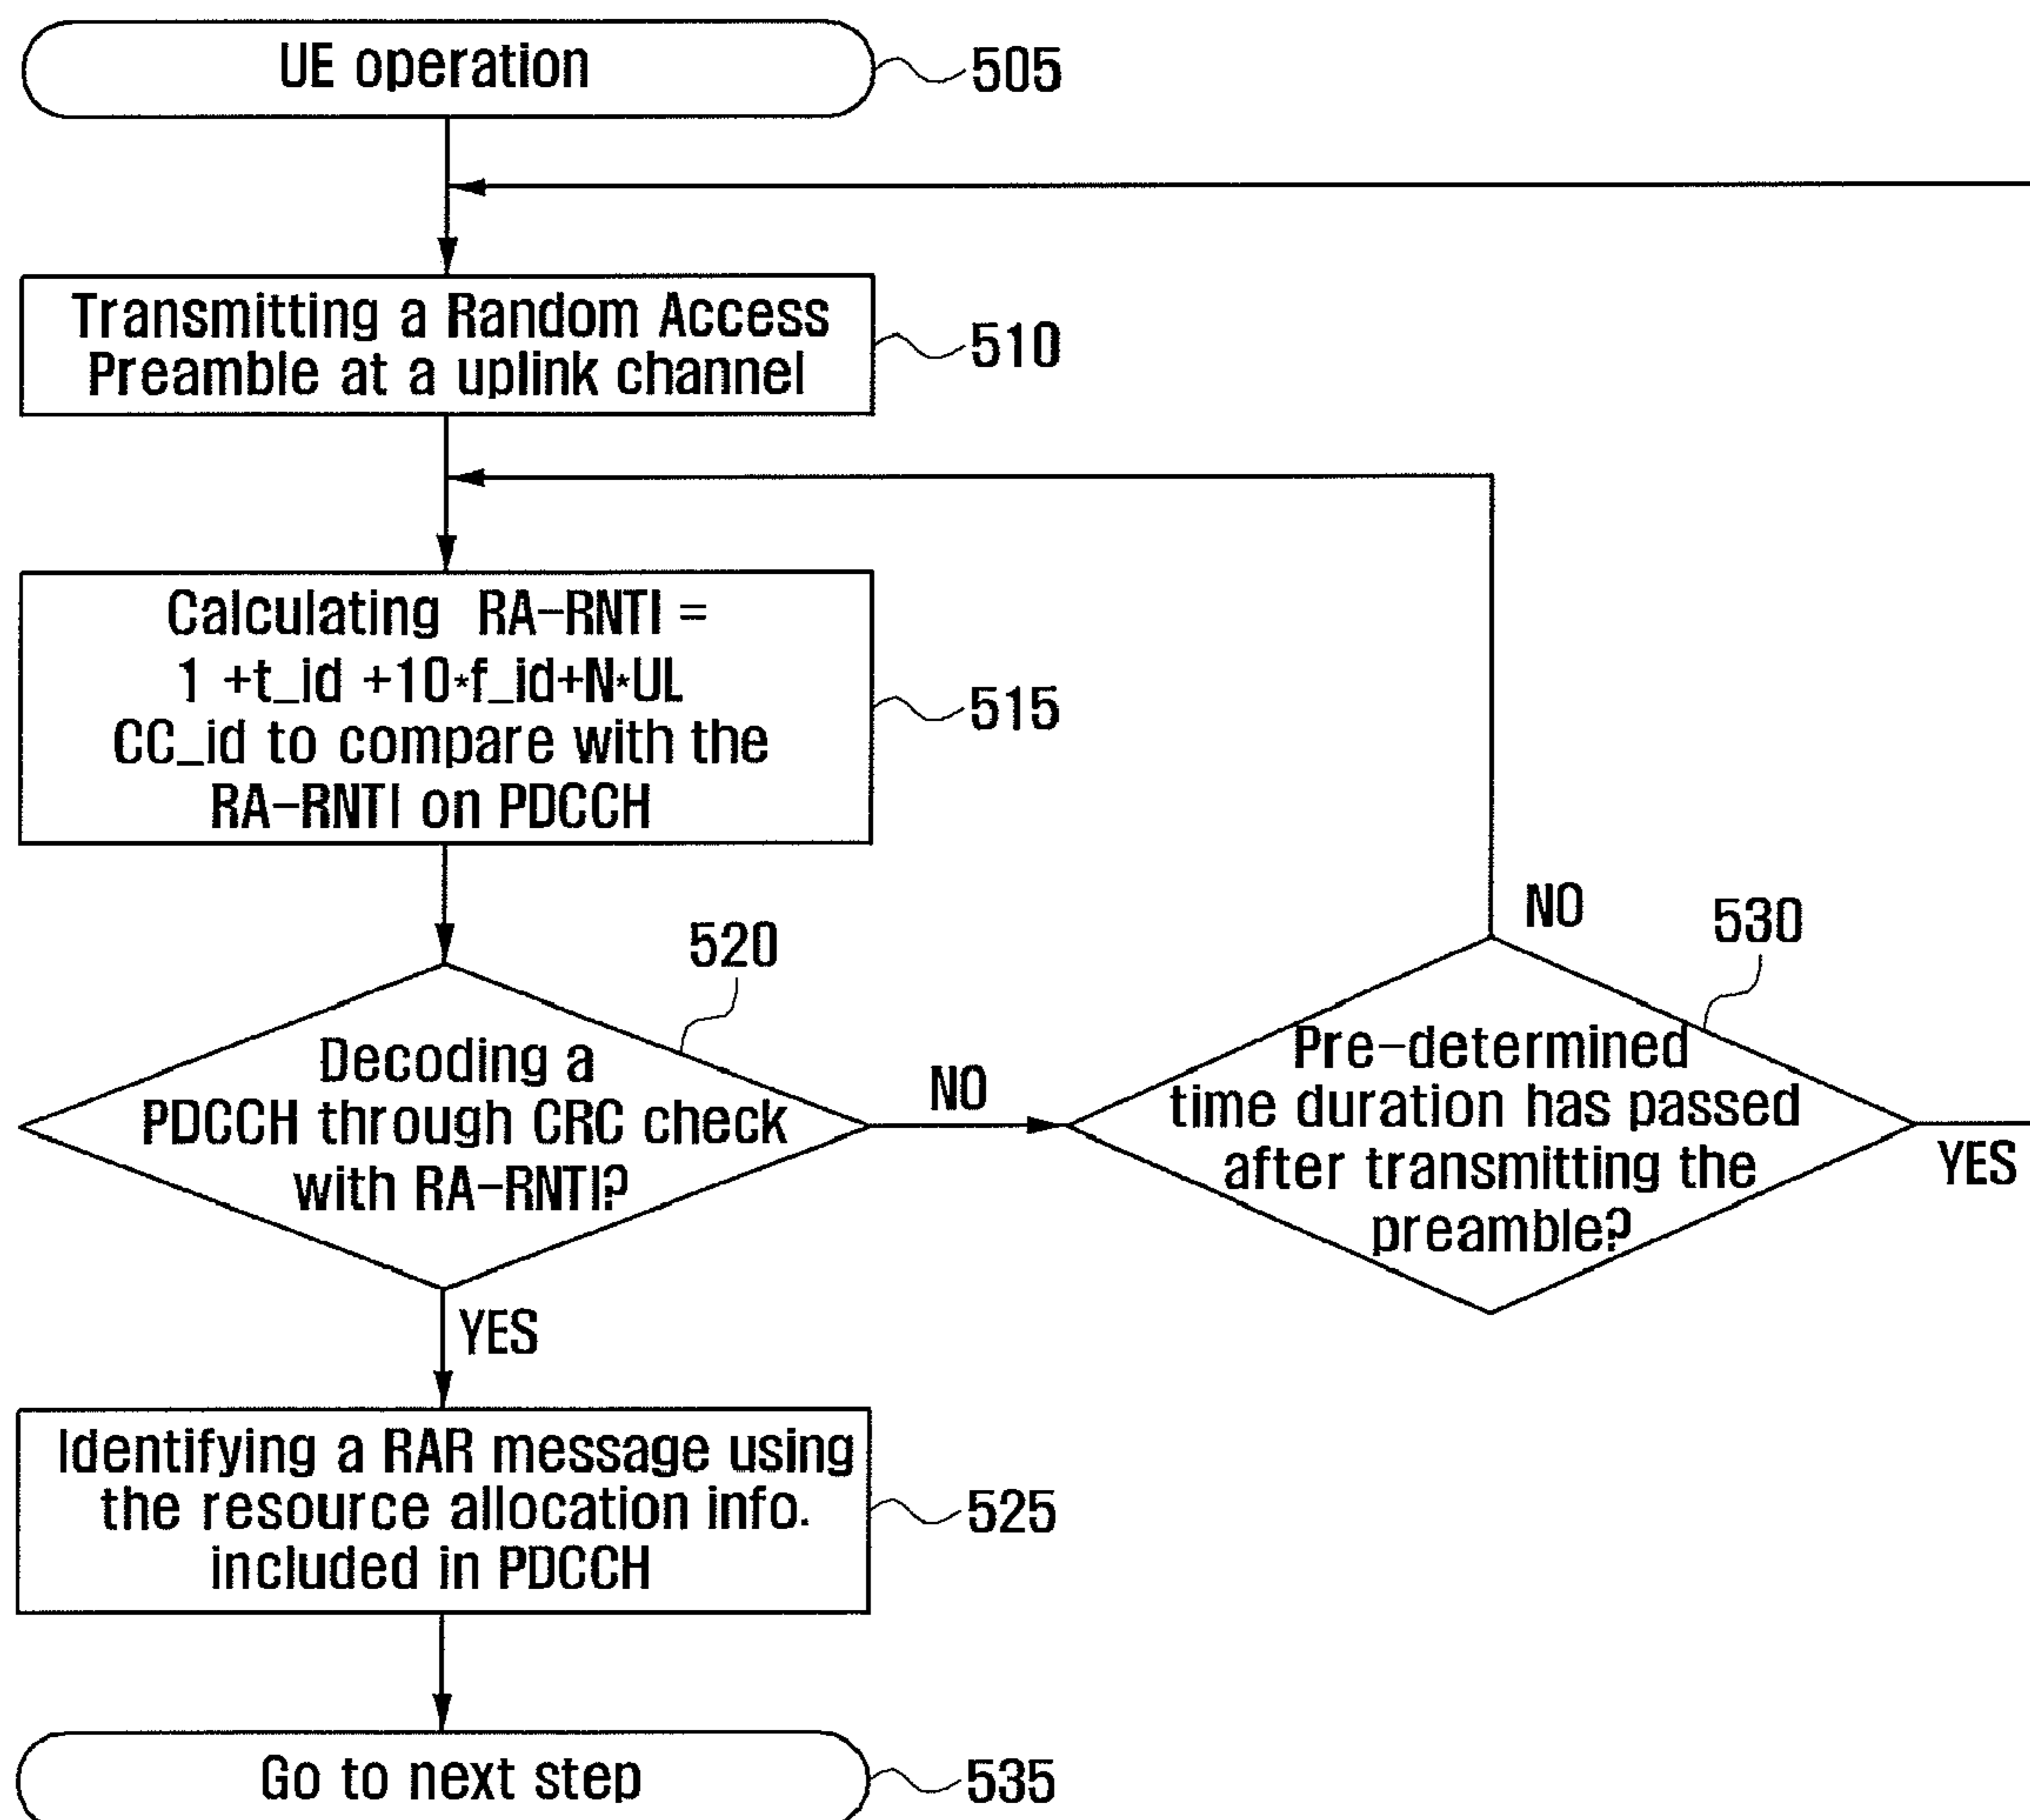 UE operation
505
Transmitting a Random Access
Preamble at a uplink channel
510
Calculating RA-RNTI =
1 +t_id +10*f_id+N*UL
CC_id to compare with the
RA-RNTI on PDCCH
515
520
Decoding a
PDCCH through CRC check
with RA-RNTI?
NO
YES
530
NO
Pre-determined
time duration has passed
after transmitting the
preamble?
YES
Identifying a RAR message using
the resource allocation info.
included in PDCCH
525
Go to next step
535